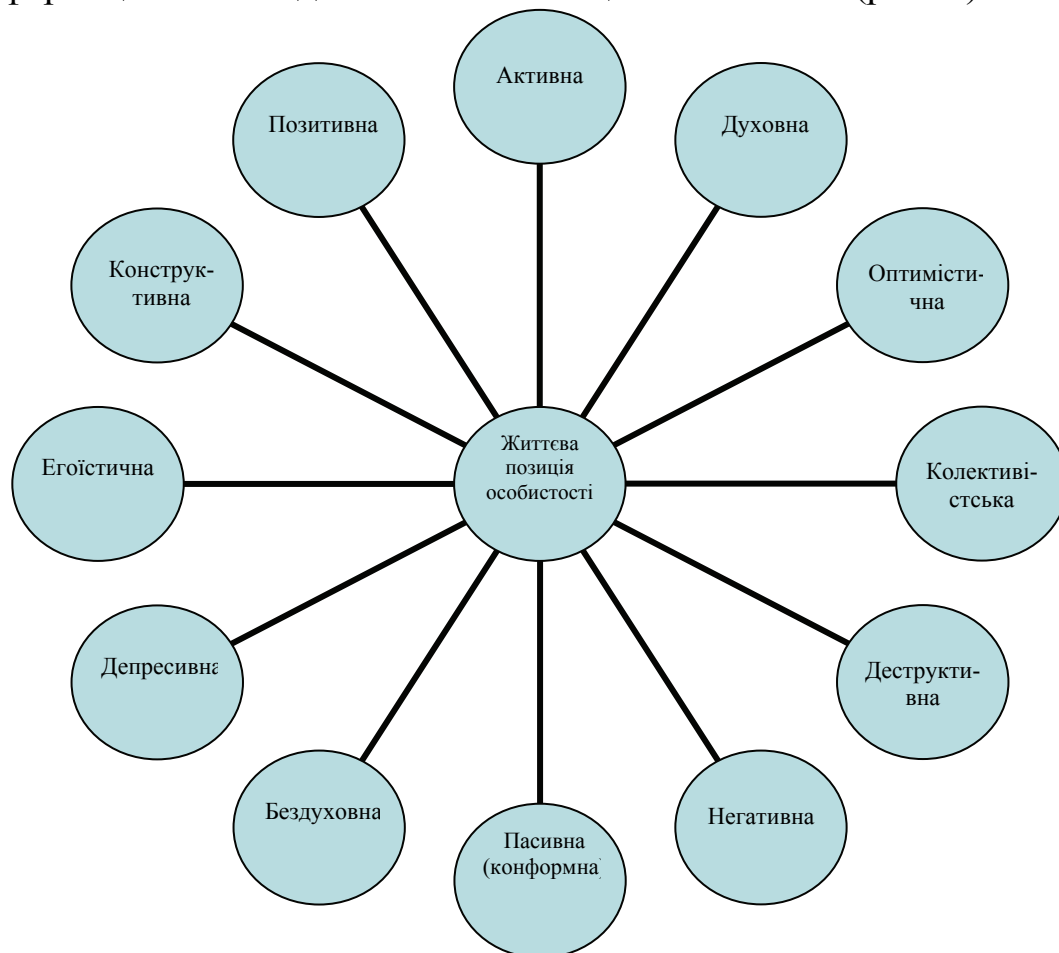 Активна
Духовна
Оптимісти-
чна
Колективі-
стська
Деструкти-
вна
Негативна
Пасивна
(конформна)
Бездуховна
Депресивна
Егоїстична
Конструк-
тивна
Позитивна
Життєва
позиція
особистості